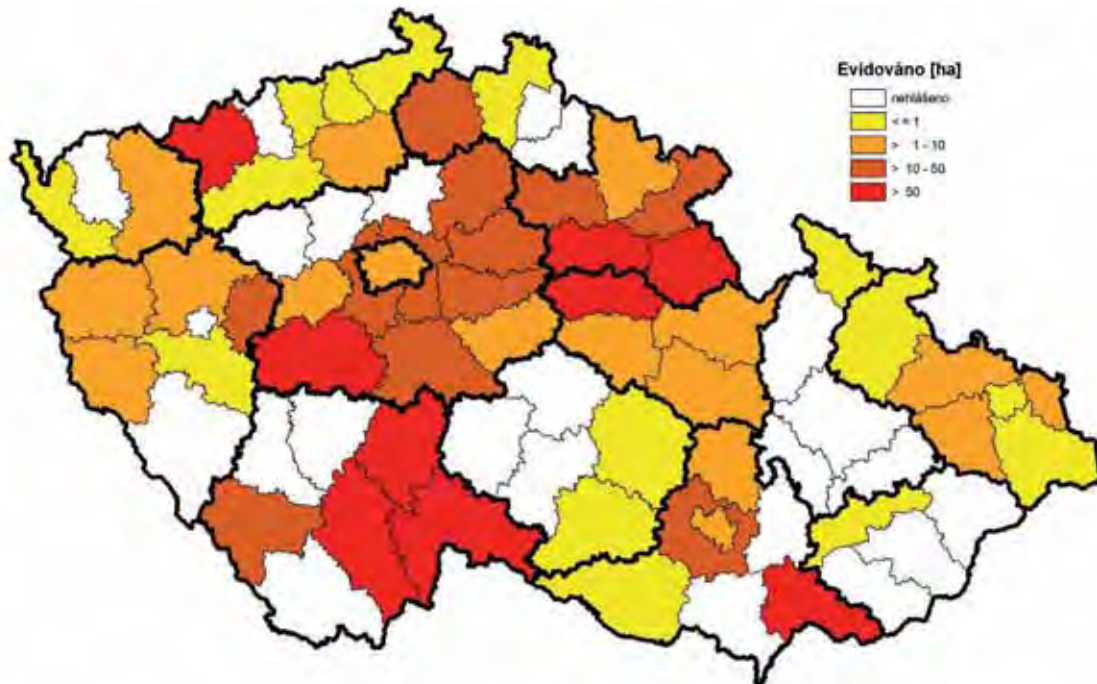 Evidováno [ha]
nehlášeno
< = 1
> 1 - 10
> 10 - 50
> 50